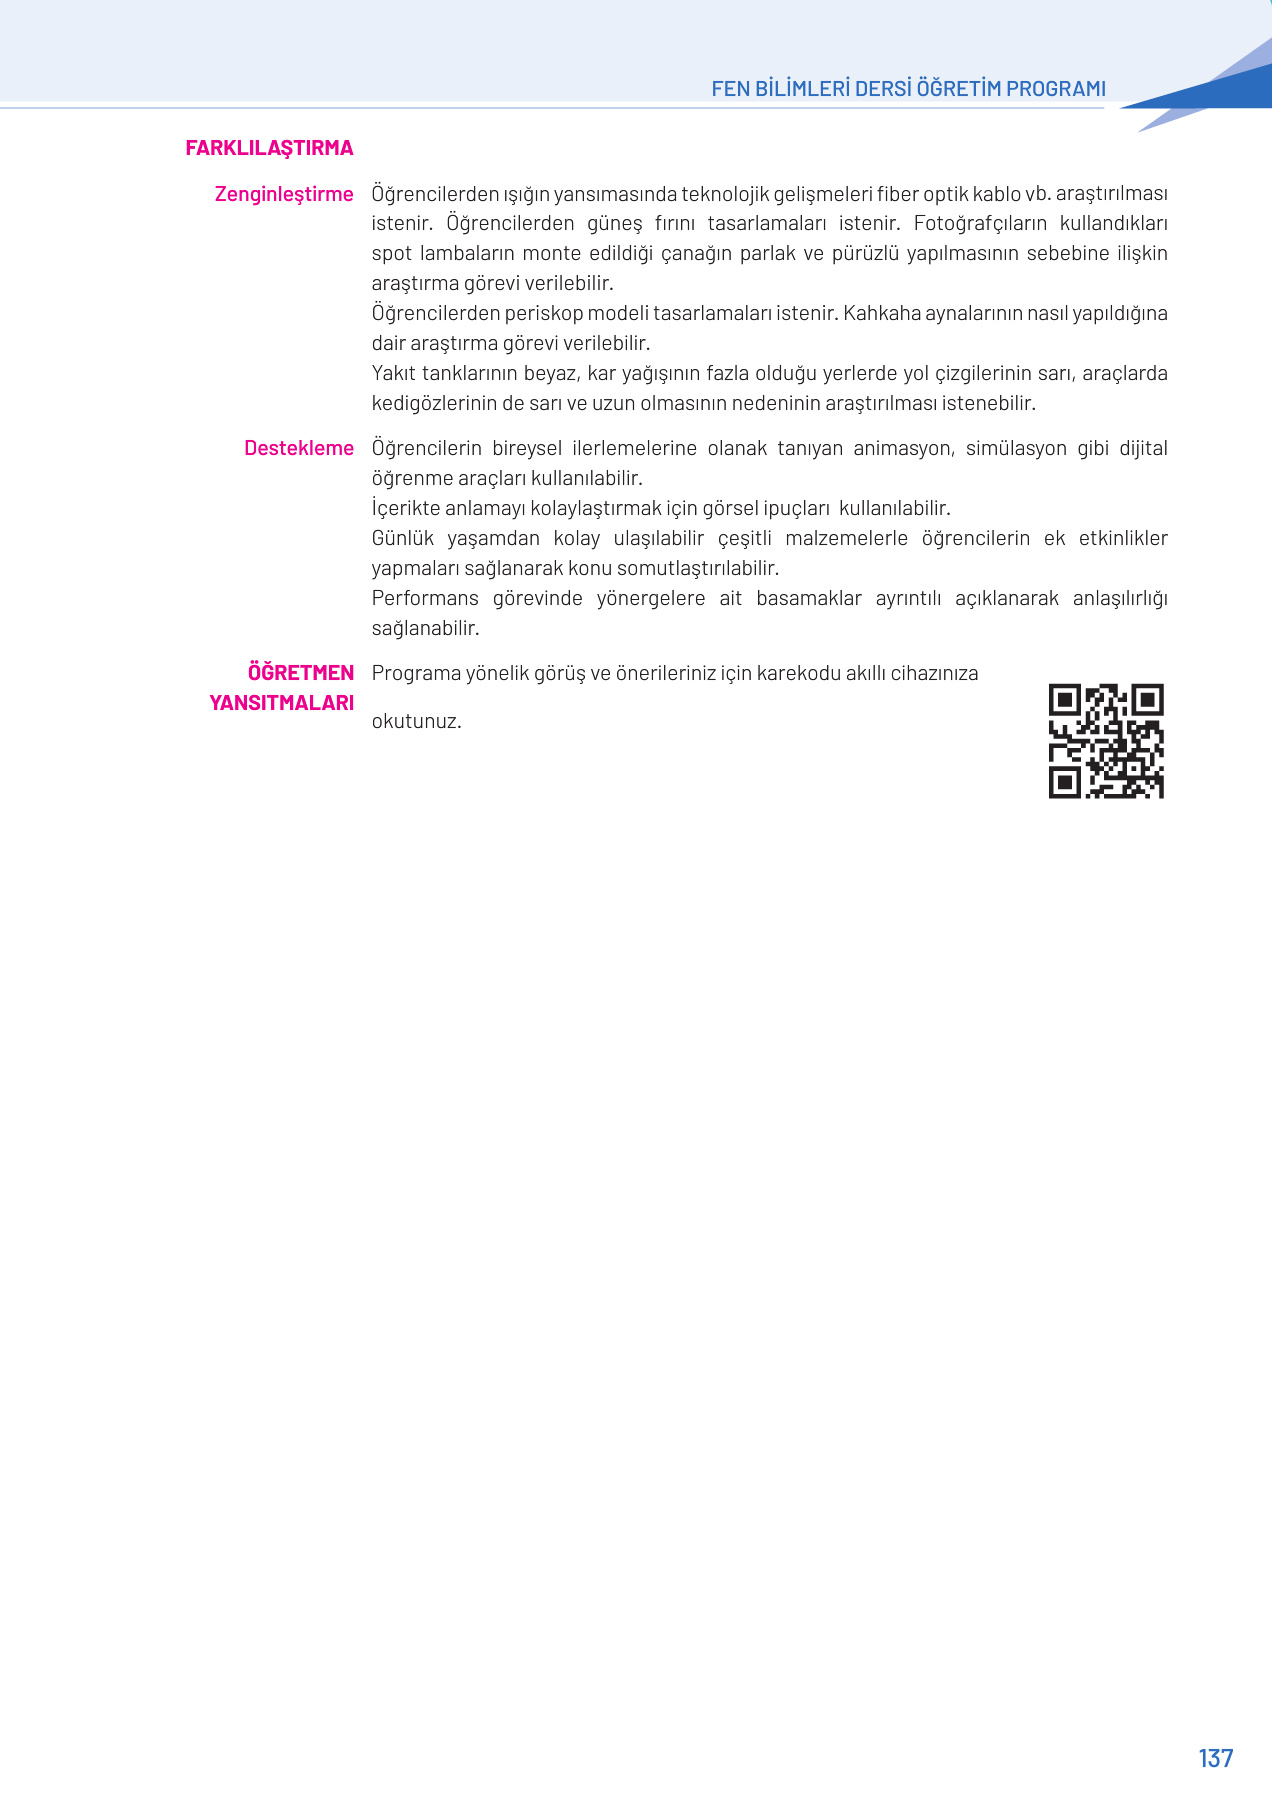 FEN BİLİMLERİ DERSİ ÖĞRETİM PROGRAMI
FARKLILAŞTIRMA
Zenginleştirme Öğrencilerden ışığın yansımasında teknolojik gelişmeleri fiber optik kablo vb. araştırılması
istenir. Öğrencilerden güneş fırını tasarlamaları istenir. Fotoğrafçıların kullandıkları
spot lambaların monte edildiği çanağın parlak ve pürüzlü yapılmasının sebebine ilişkin
araştırma görevi verilebilir.
Öğrencilerden periskop modeli tasarlamaları istenir. Kahkaha aynalarının nasıl yapıldığına
dair araştırma görevi verilebilir.
Yakıt tanklarının beyaz, kar yağışının fazla olduğu yerlerde yol çizgilerinin sarı, araçlarda
kedigözlerinin de sarı ve uzun olmasının nedeninin araştırılması istenebilir.
Destekleme Öğrencilerin bireysel ilerlemelerine olanak tanıyan animasyon, simülasyon gibi dijital
öğrenme araçları kullanılabilir.
İçerikte anlamayı kolaylaştırmak için görsel ipuçları kullanılabilir.
Günlük yaşamdan kolay ulaşılabilir çeşitli malzemelerle öğrencilerin ek etkinlikler
yapmaları sağlanarak konu somutlaştırılabilir.
Performans görevinde yönergelere ait basamaklar ayrıntılı açıklanarak anlaşılırlığı
sağlanabilir.
ÖĞRETMEN Programa yönelik görüş ve önerileriniz için karekodu akıllı cihazınıza
YANSITMALARI
okutunuz.
137